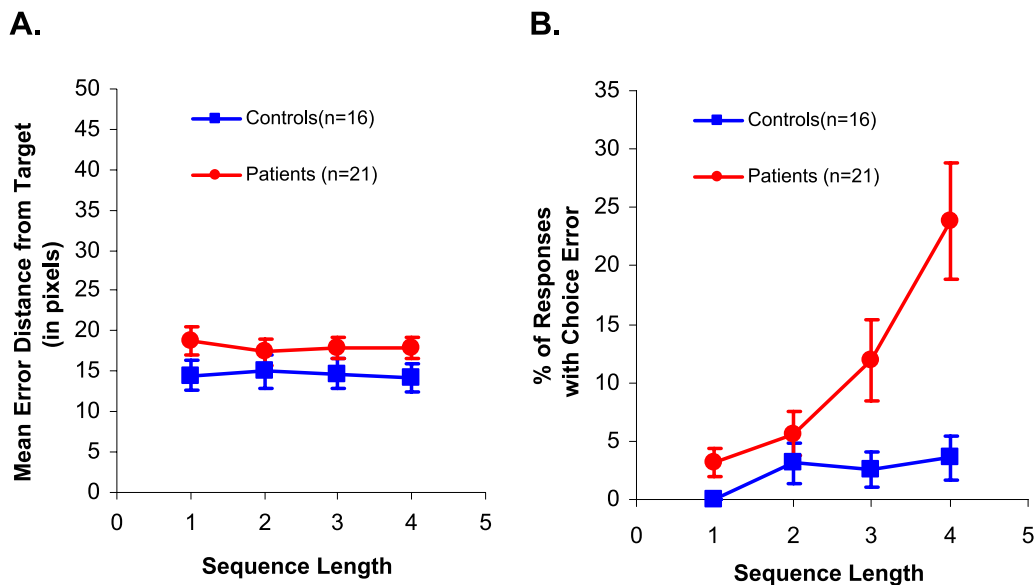 A.
Mean Error Distance from Target
(in pixels)
50
45
40
35
30
25
20
15
10
5
0
Controls(n=16)
Patients (n=21)
0 1 2 3 4 5
Sequence Length
B.
% of Responses
with Choice Error
35
30
25
20
15
10
5
0
Controls(n=16)
Patients (n=21)
0 1 2 3 4 5
Sequence Length